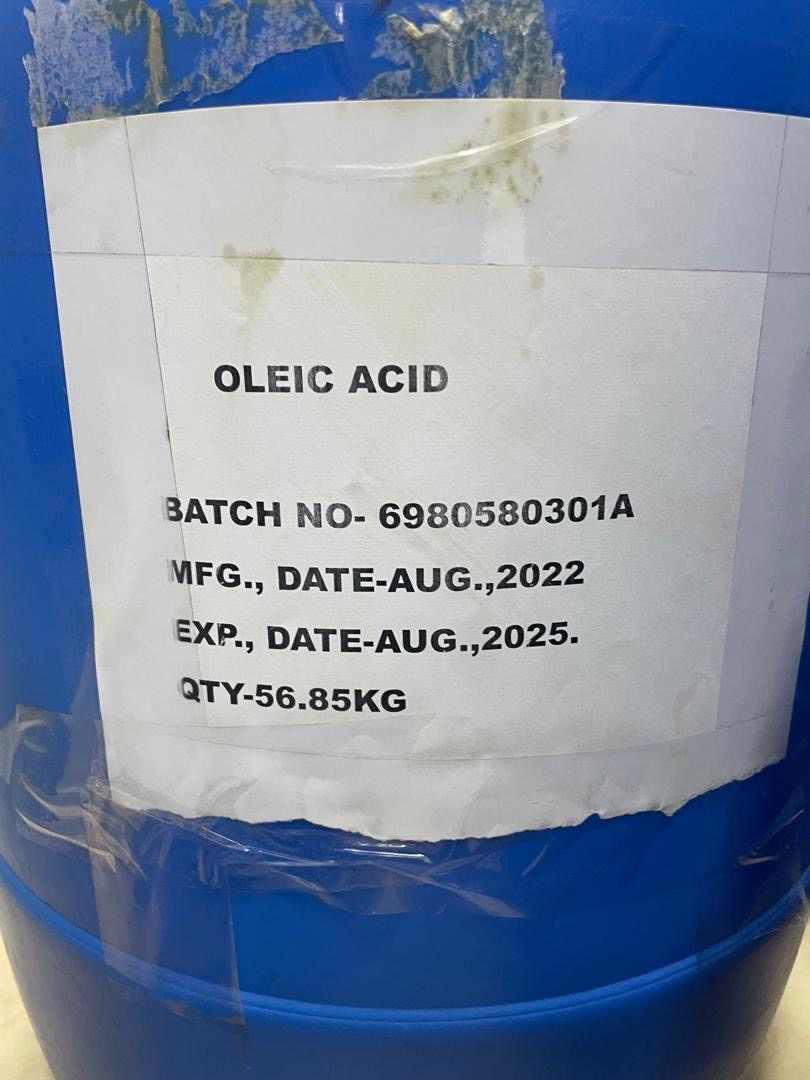 OLEIC ACID
BATCH NO- 6980580301A
MFG., DATE-AUG.,2022
EXP., DATE-AUG.,2025.
QTY-56.85KG